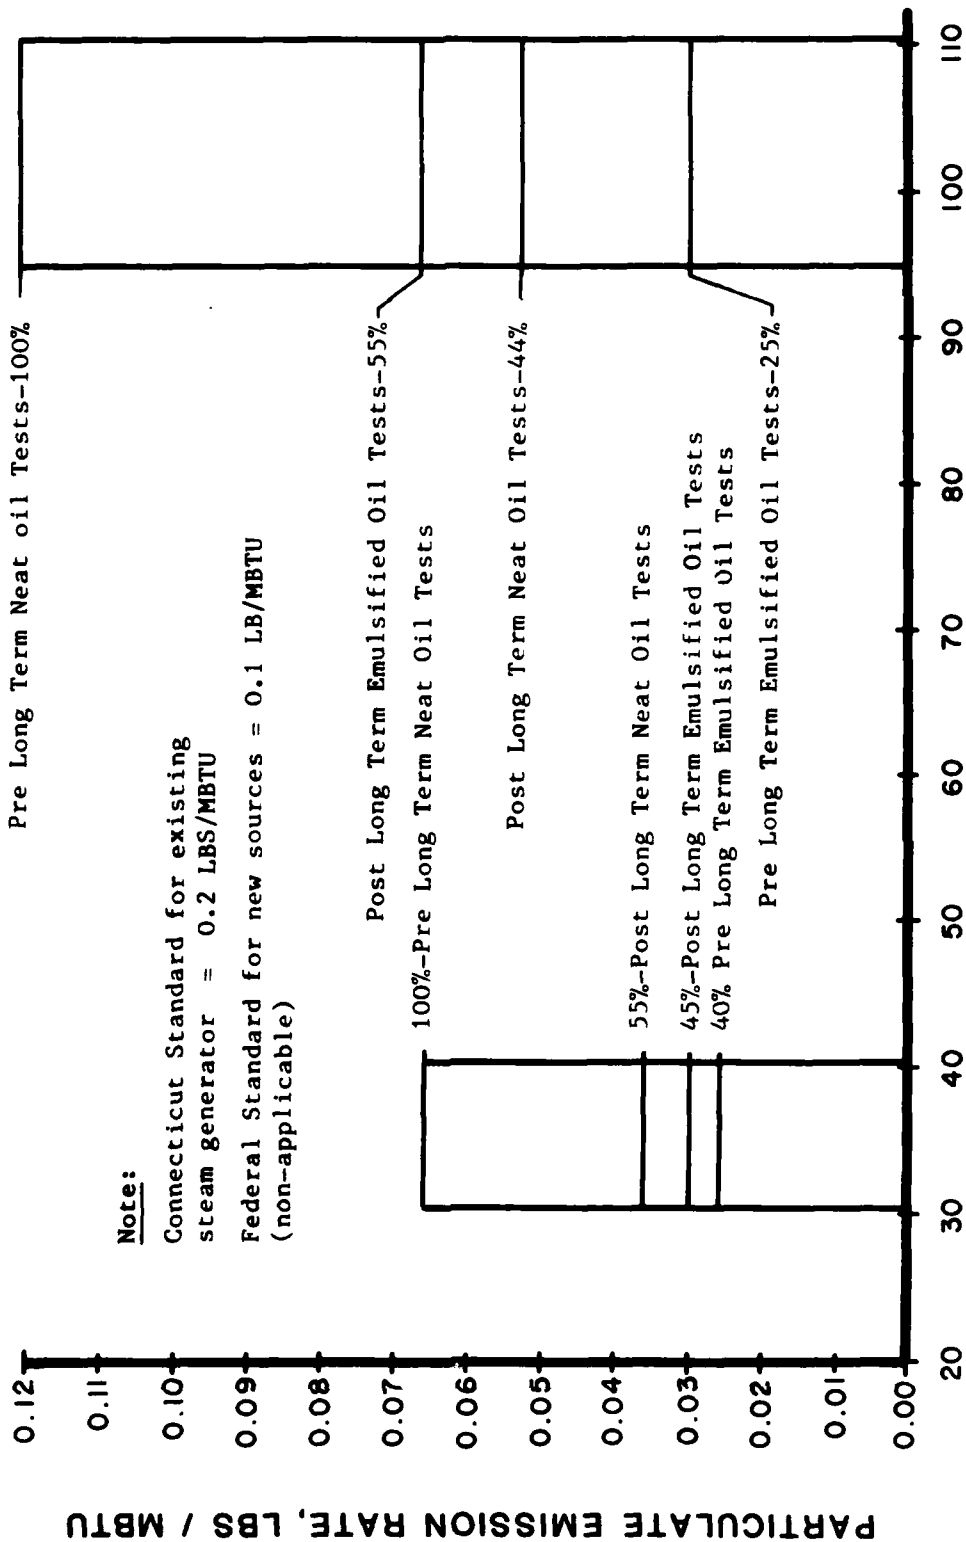 Pre Long Term Neat oil Tests-100%
Note:
Connecticut Standard for existing
steam generator = 0.2 LBS/MBTU
Federal Standard for new sources = 0.1 LB/MBTU
(non-applicable)
Post Long Term Emulsified Oil Tests-55%
100%-Pre Long Term Neat Oil Tests
Post Long Term Neat Oil Tests-44%
55%-Post Long Term Neat Oil Tests
45%-Post Long Term Emulsified Oil Tests
40% Pre Long Term Emulsified Oil Tests
Pre Long Term Emulsified Oil Tests-25%
PARTICULATE EMISSION RATE, LBS / MBTU
0.12
0.11
0.10
0.09
0.08
0.07
0.06
0.05
0.04
0.03
0.02
0.01
0.00
20
30
40
50
60
70
80
90
100
110